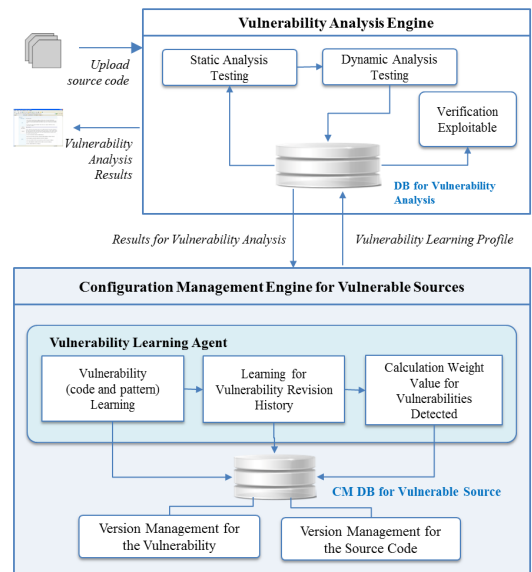 Vulnerability Analysis Engine
Upload
source code
Static Analysis
Testing
Dynamic Analysis
Testing
Verification
Exploitable
Vulnerability
Analysis
Results
DB for Vulnerability
Analysis
Results for Vulnerability Analysis
Vulnerability Learning Profile
Configuration Management Engine for Vulnerable Sources
Vulnerability Learning Agent
Vulnerability
(code and pattern)
Learning
Learning for
Vulnerability Revision
History
Calculation Weight
Value for
Vulnerabilities
Detected
CM DB for Vulnerable Source
Version Management for
the Vulnerability
Version Management for
the Source Code